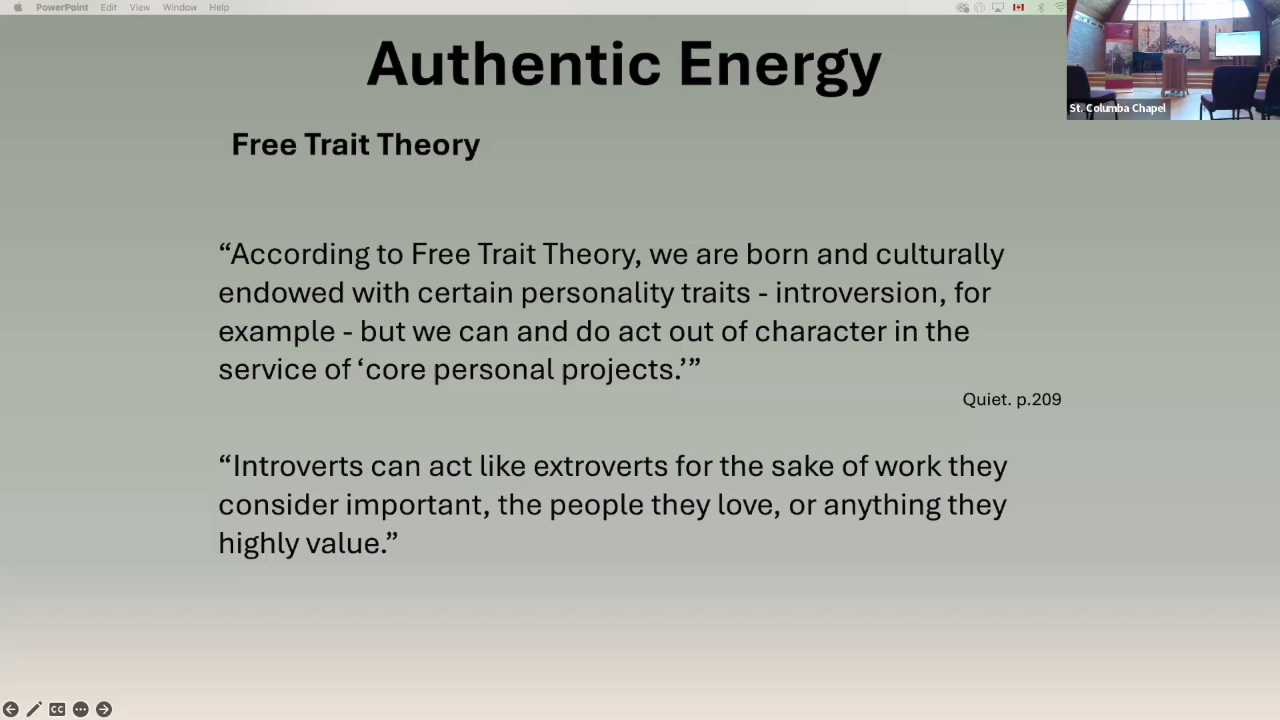 PowerPoint Edit View Window Help
Authentic Energy
St. Columba Chapel
Free Trait Theory
“According to Free Trait Theory, we are born and culturally
endowed with certain personality traits - introversion, for
example - but we can and do act out of character in the
service of ‘core personal projects.’”
Quiet. p.209
“Introverts can act like extroverts for the sake of work they
consider important, the people they love, or anything they
highly value.”
CC